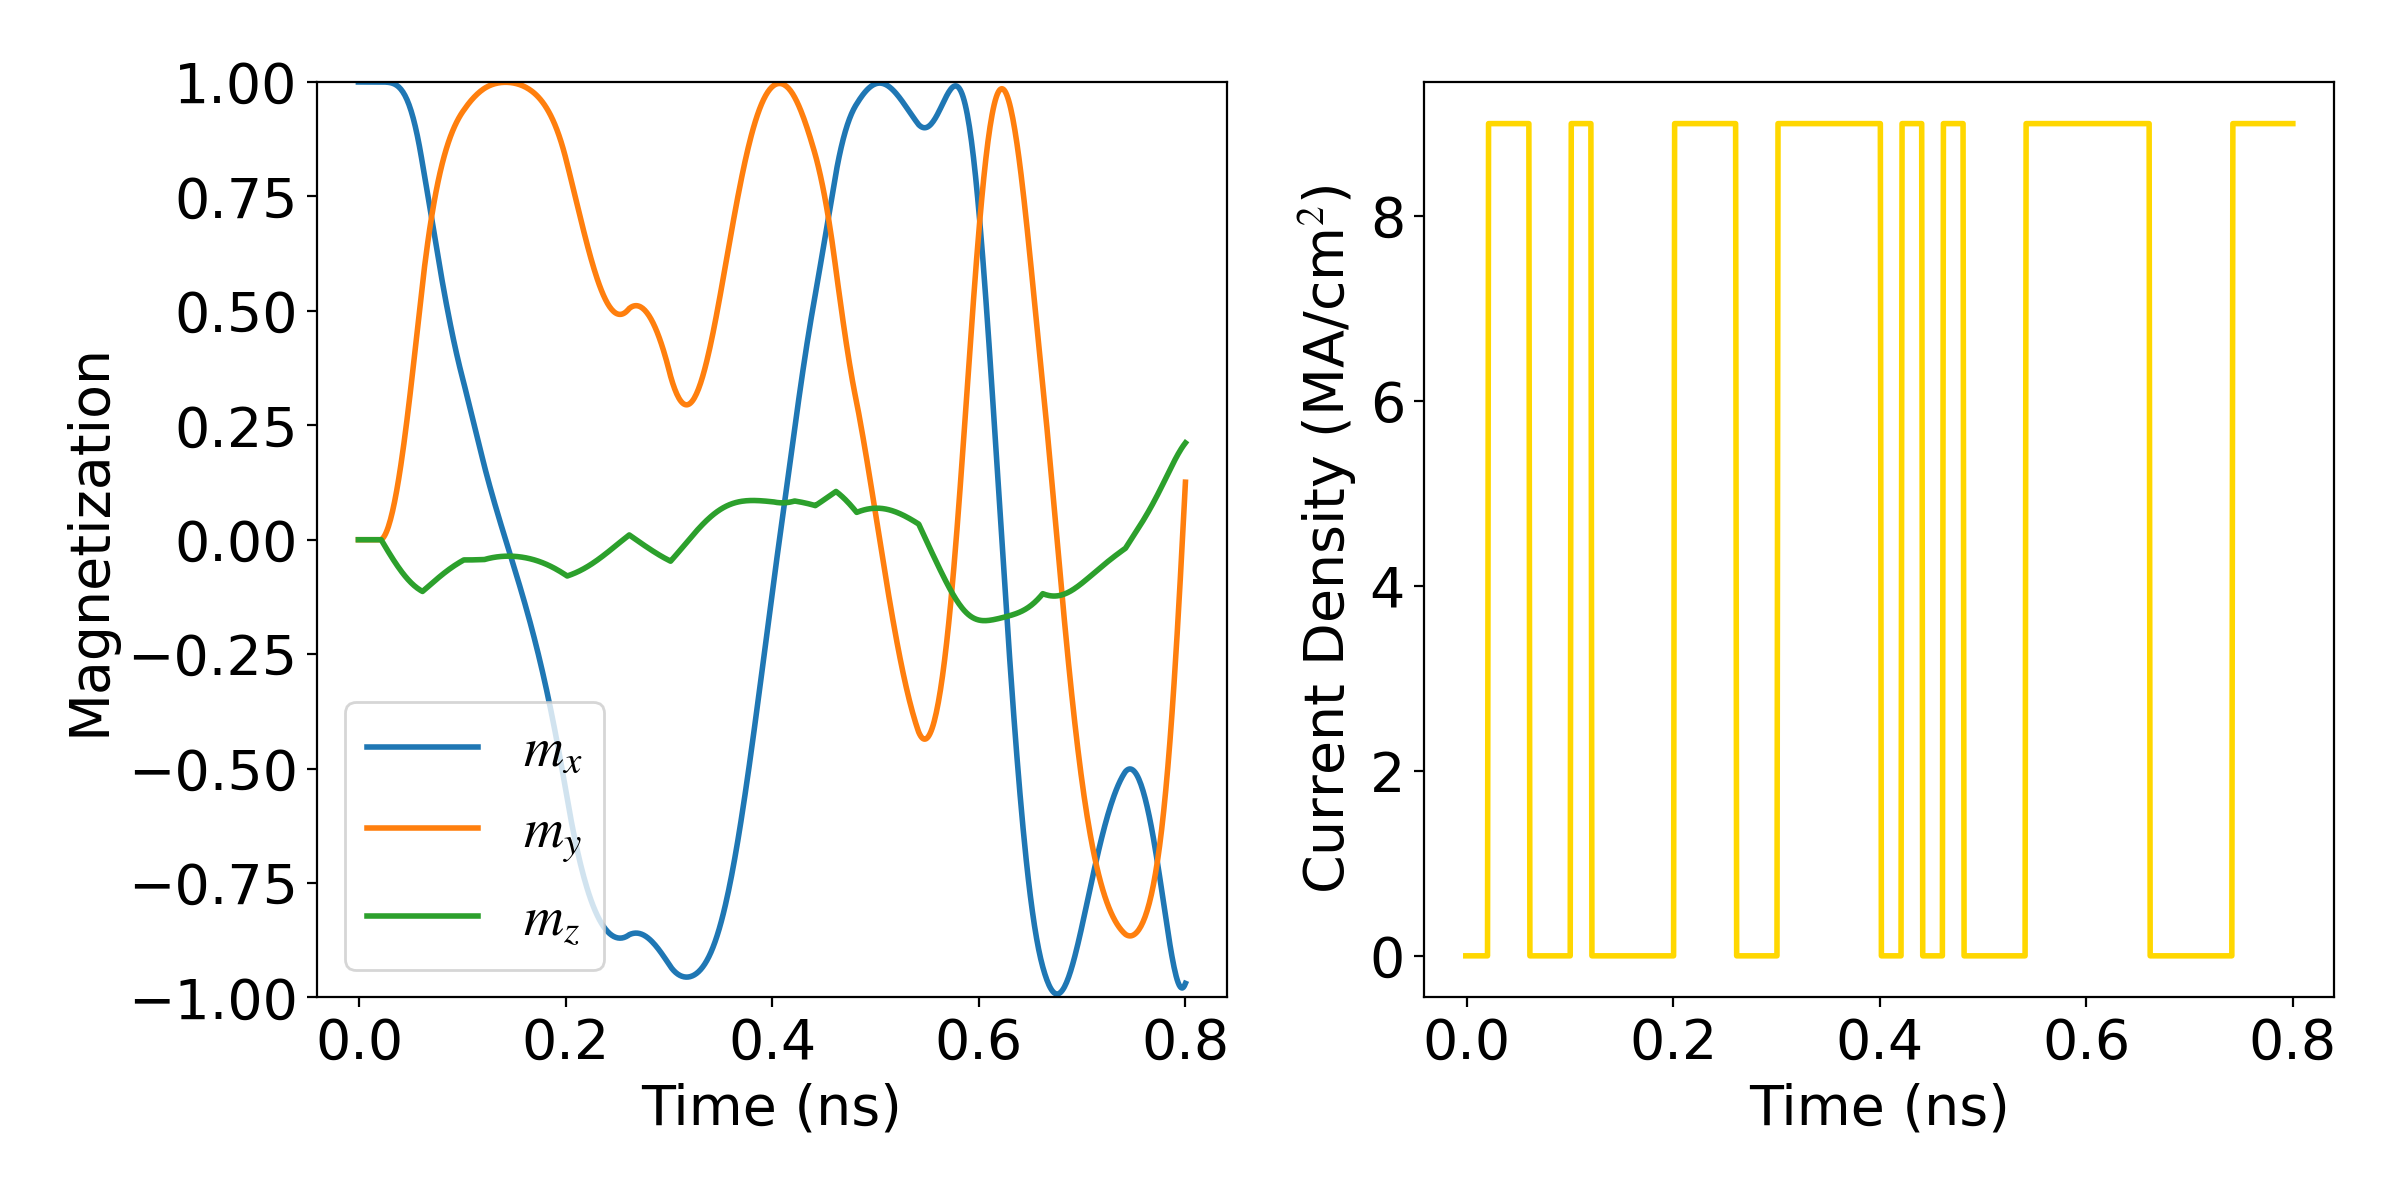 Magnetization
1.00
0.75
0.50
0.25
0.00
−0.25
−0.50
−0.75
−1.00
0.0 0.2 0.4 0.6 0.8
Time (ns)
m_x
m_y
m_z
Current Density (MA/cm²)
8
6
4
2
0
0.0 0.2 0.4 0.6 0.8
Time (ns)